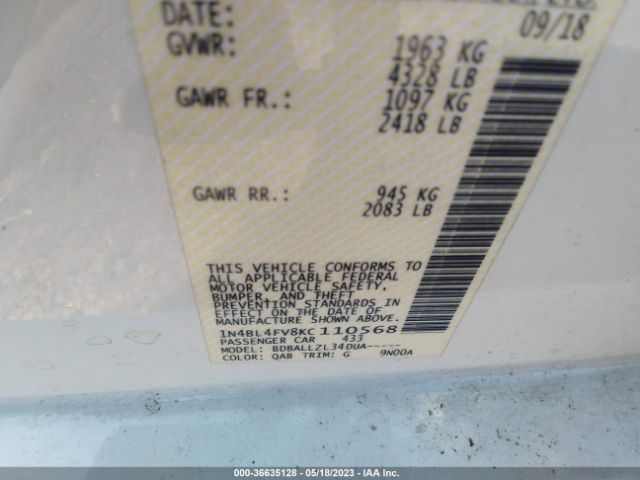 DATE: 09/18
GVWR: 1963 KG
4328 LB
GAWR FR.: 1097 KG
2418 LB
GAWR RR.: 945 KG
2083 LB
THIS VEHICLE CONFORMS TO
ALL APPLICABLE FEDERAL
MOTOR VEHICLE SAFETY,
BUMPER, AND THEFT
PREVENTION STANDARDS IN
EFFECT ON THE DATE OF
MANUFACTURE SHOWN ABOVE.
1N4BL4FV8KC110568
PASSENGER CAR 433
MODEL: BDBALLZL34DUA-----
COLOR: QAB TRIM: G 9N00A
000-36635128 - 05/18/2023 - IAA Inc.